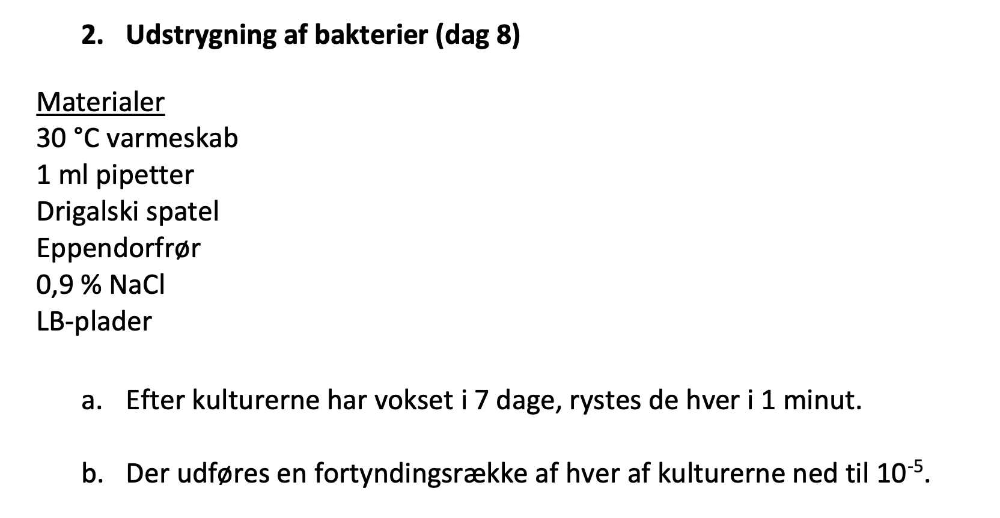 2. Udstrygning af bakterier (dag 8)
Materialer
30 °C varmeskab
1 ml pipetter
Drigalski spatel
Eppendorfrør
0,9 % NaCl
LB-plader
a. Efter kulturerne har vokset i 7 dage, rystes de hver i 1 minut.
b. Der udføres en fortyndingsrække af hver af kulturerne ned til 10⁻⁵.